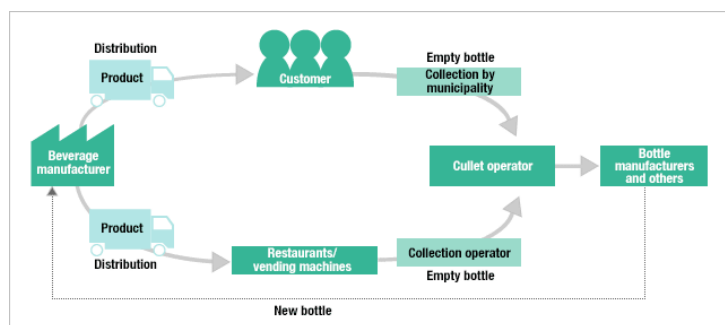 Distribution
Product
Customer
Empty bottle
Collection by
municipality
Beverage
manufacturer
Cullet operator
Bottle
manufacturers
and others
Product
Distribution
Restaurants/
vending machines
Collection operator
Empty bottle
New bottle